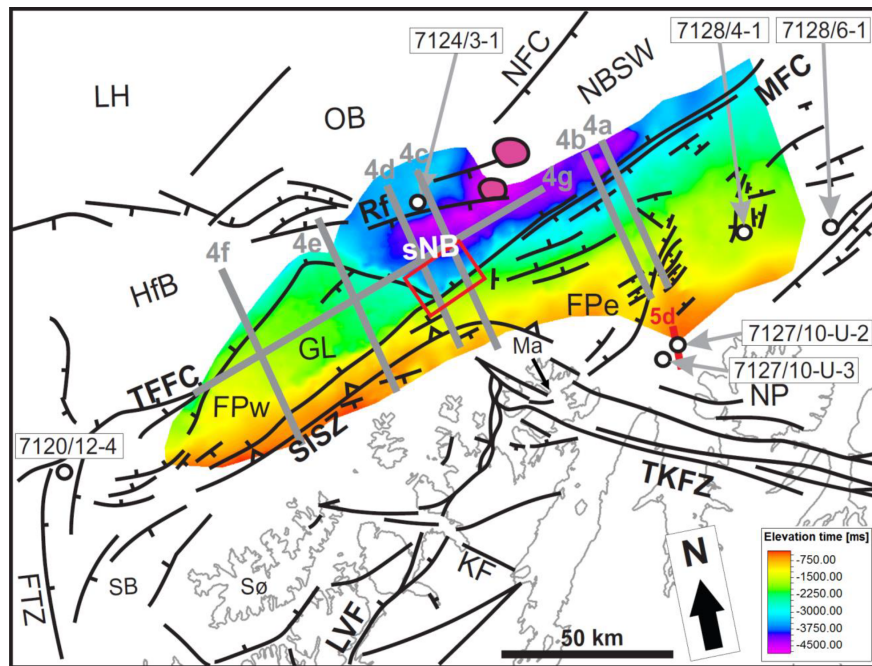 7124/3-1
7128/4-1
7128/6-1
NFC
NBSW
MFC
LH
OB
4c
4d
4b
4a
4g
Rf
sNB
4e
4f
HfB
GL
FPe
5d
7127/10-U-2
7127/10-U-3
Ma
NP
TFFC
FPw
SISZ
7120/12-4
TKFZ
FTZ
SB
Sø
LVF
KF
N
50 km
Elevation time [ms]
-750.00
-1500.00
-2250.00
-3000.00
-3750.00
-4500.00